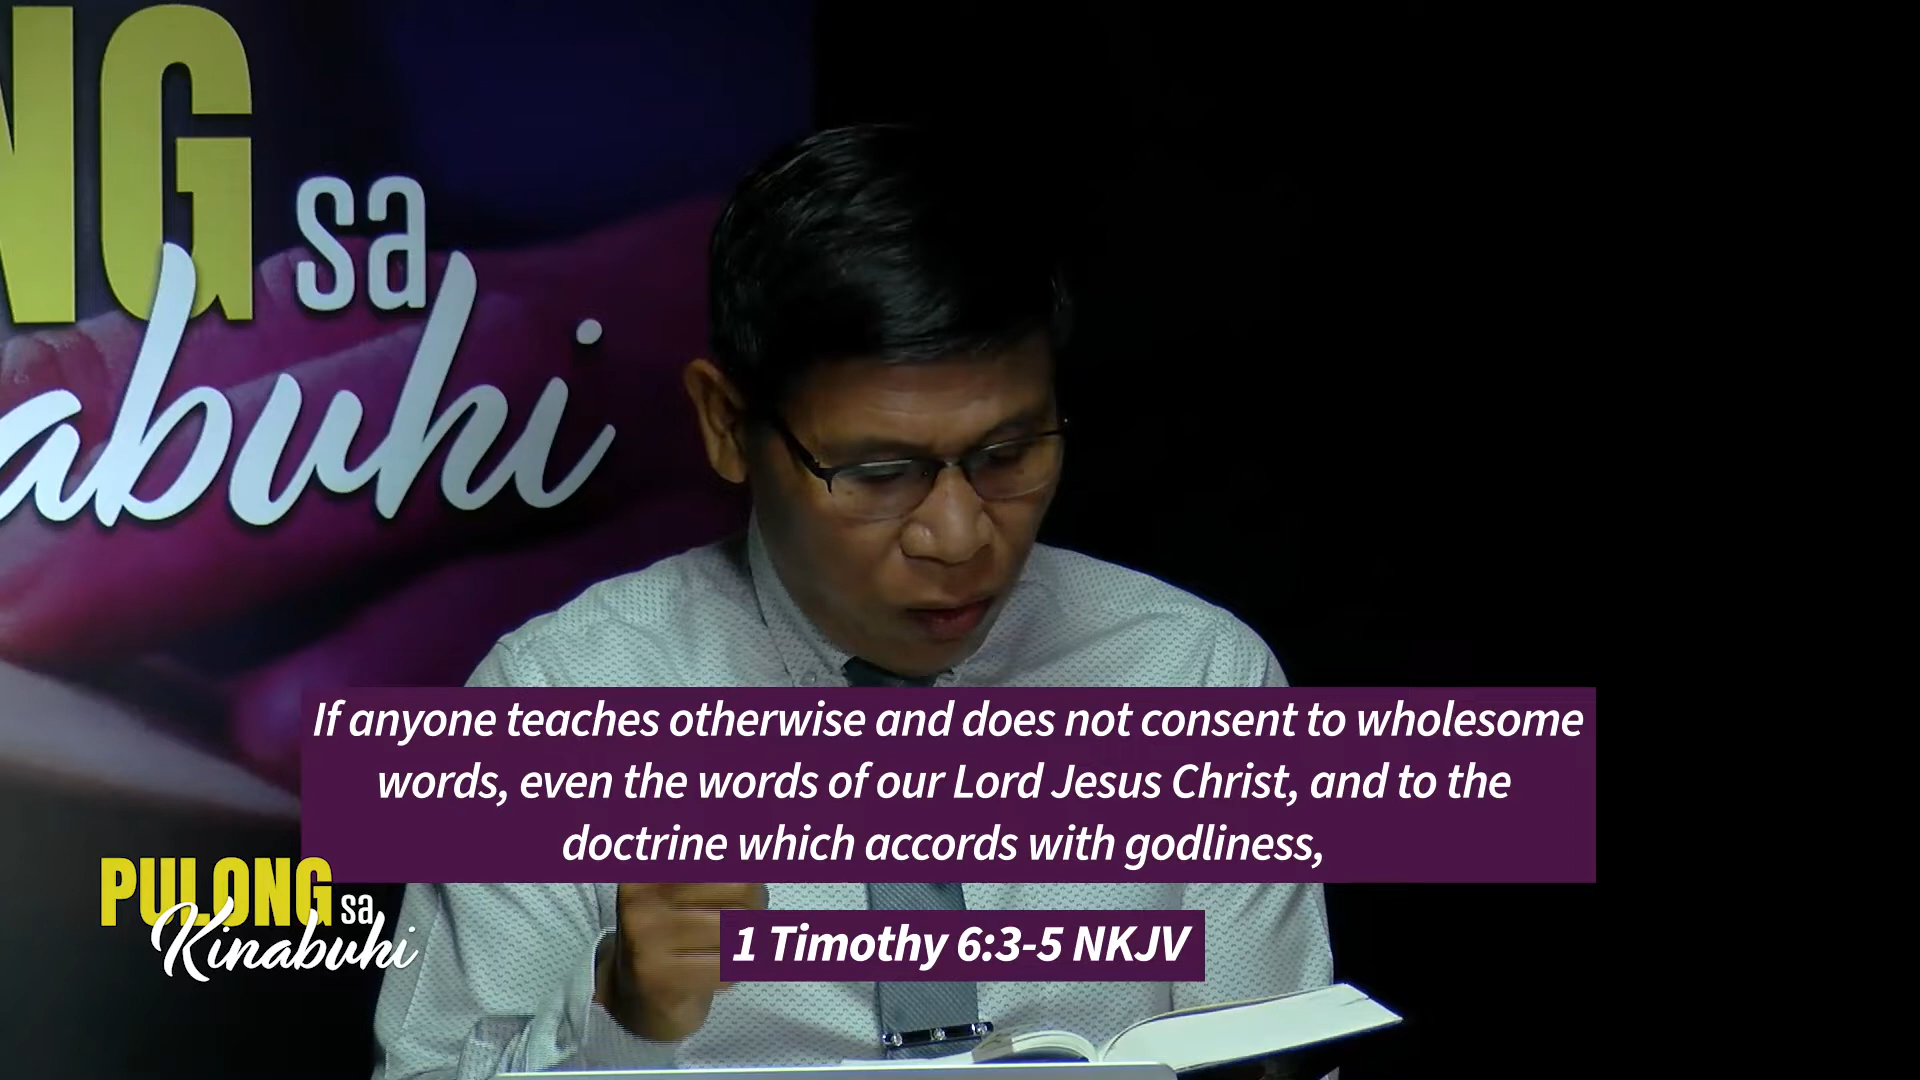 NG sa
abuhi
If anyone teaches otherwise and does not consent to wholesome
words, even the words of our Lord Jesus Christ, and to the
doctrine which accords with godliness,
PULONG sa
Kinabuhi
1 Timothy 6:3-5 NKJV